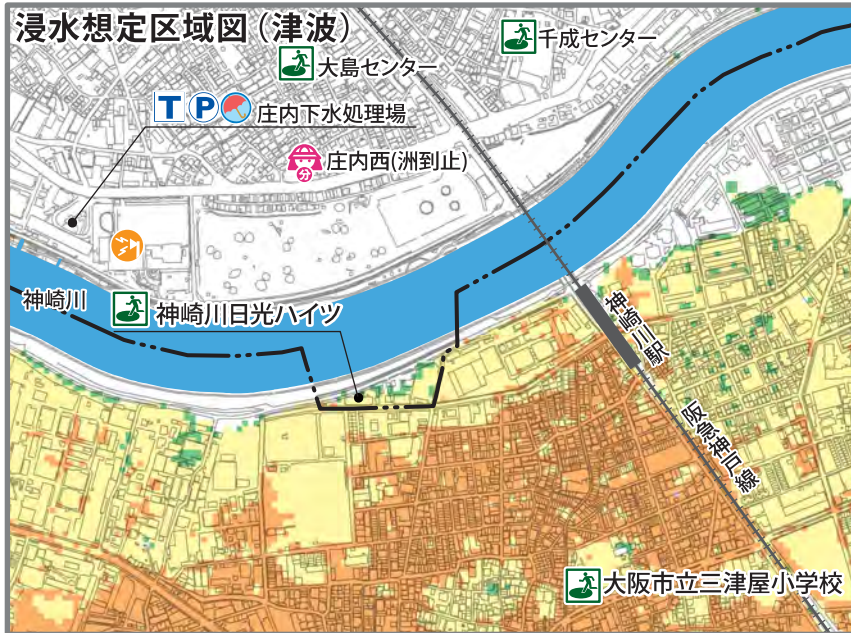 浸水想定区域図(津波)
千成センター
大島センター
T P 庄内下水処理場
分 庄内西(洲到止)
神崎川
神崎川日光ハイツ
神崎川駅
阪急神戸線
大阪市立三津屋小学校